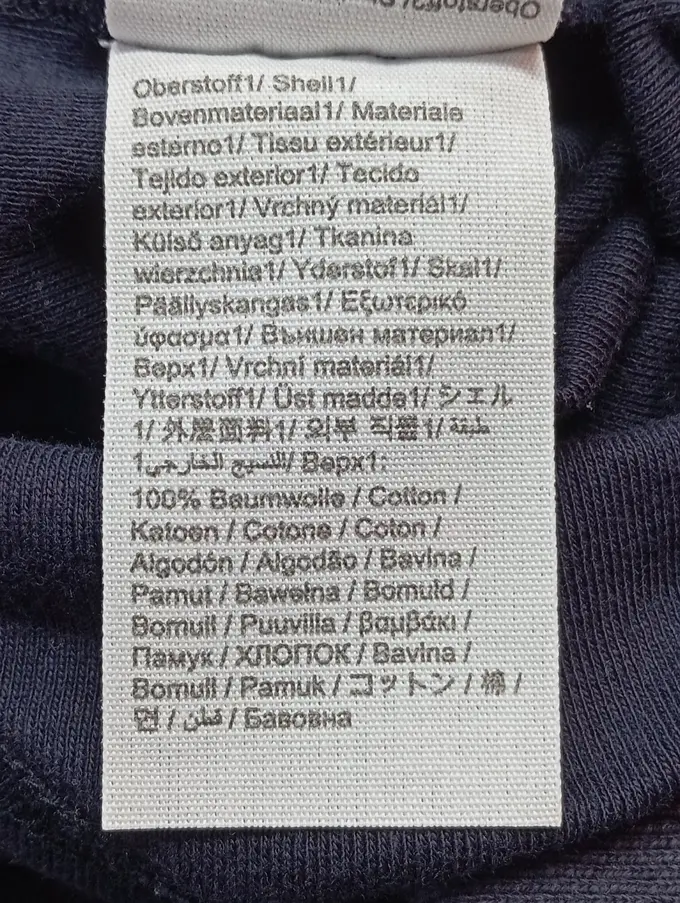 Oberstoff1/ Shell1/
Bovenmateriaal1/ Materiale
esterno1/ Tissu extérieur1/
Tejido exterior1/ Tecido
exterior1/ Vrchný materiál1/
Külső anyag1/ Tkanina
wierzchnia1/ Yderstof1/ Skal1/
Päällyskangas1/ Εξωτερικό
ύφασμα1/ Външен материал1/
Верх1/ Vrchní materiál1/
Ytterstoff1/ Üst madde1/ シェル
1/ 外層面料1/ 외부 직물1/ طبقة
النسيج الخارجي1/ Верх1:
100% Baumwolle / Cotton /
Katoen / Cotone / Coton /
Algodón / Algodão / Bavlna /
Pamut / Bawełna / Bomuld /
Bomull / Puuvilla / βαμβάκι /
Памук / ХЛОПОК / Bavlna /
Bomull / Pamuk / コットン / 棉 /
면 / قطن / Бавовна